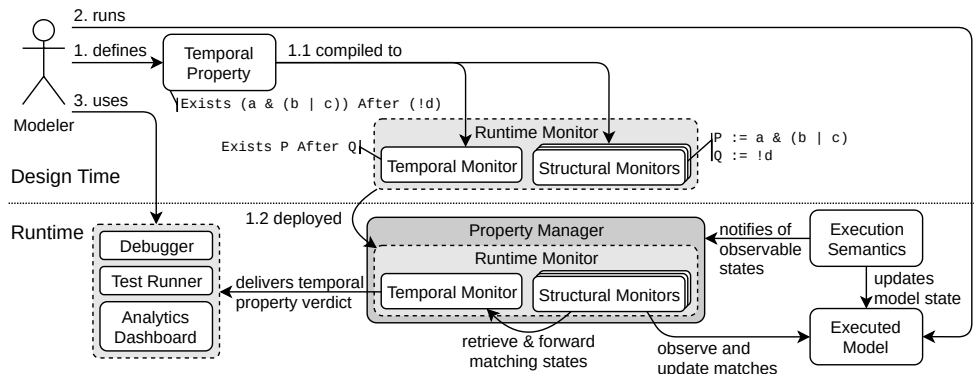 2. runs
1. defines
Temporal
Property
1.1 compiled to
3. uses
Modeler
Exists (a & (b | c)) After (!d)
Runtime Monitor
Exists P After Q
Temporal Monitor
Structural Monitors
P := a & (b | c)
Q := !d
Design Time
Runtime
1.2 deployed
Property Manager
Runtime Monitor
Temporal Monitor
Structural Monitors
Debugger
Test Runner
Analytics
Dashboard
delivers temporal
property verdict
notifies of
observable
states
Execution
Semantics
updates
model state
Executed
Model
retrieve & forward
matching states
observe and
update matches